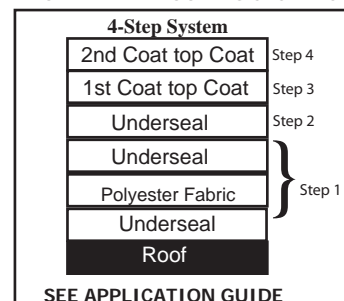 4-Step System
2nd Coat top Coat Step 4
1st Coat top Coat Step 3
Underseal Step 2
Underseal
Polyester Fabric Step 1
Underseal
Roof
SEE APPLICATION GUIDE